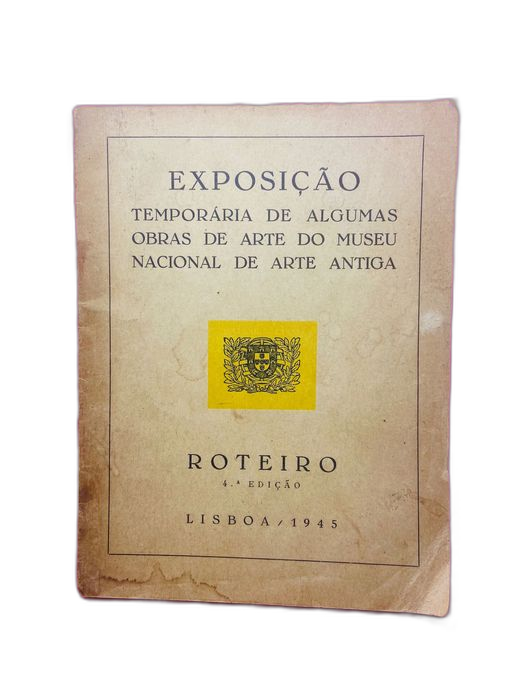 EXPOSIÇÃO
TEMPORÁRIA DE ALGUMAS
OBRAS DE ARTE DO MUSEU
NACIONAL DE ARTE ANTIGA
ROTEIRO
4.ª EDIÇÃO
LISBOA / 1945